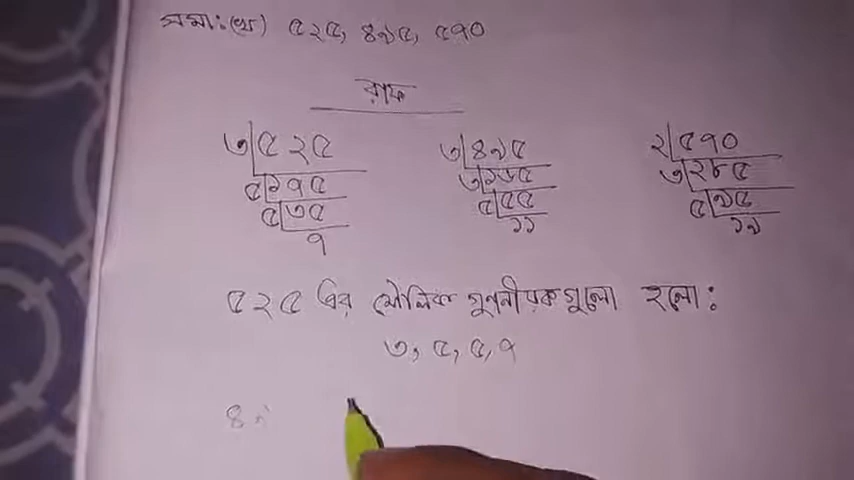 সমাঃ(খ) ৫২৫, ৪৯৫, ৫৭০
রাফ
৩|৫২৫ ৩|৪৯৫ ২|৫৭০
৫|১৭৫ ৩|১৬৫ ৩|২৮৫
৫|৩৫ ৫|৫৫ ৫|৯৫
৭ ১১ ১৯
৫২৫ এর মৌলিক গুণনীয়কগুলো হলো:
৩, ৫, ৫, ৭
৪৯